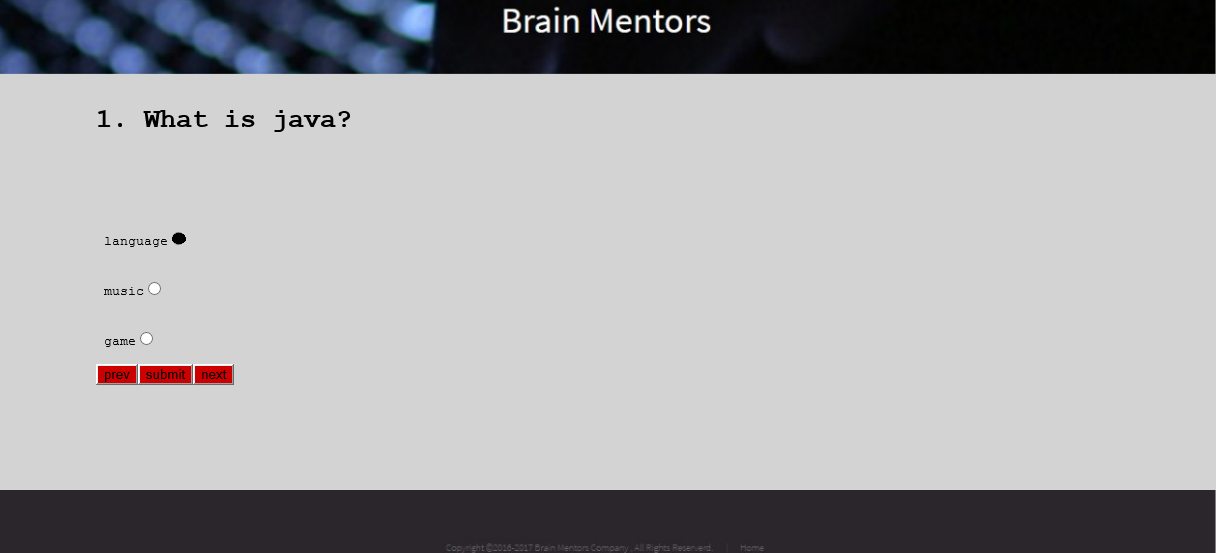 Brain Mentors
1. What is java?
language
music
game
prev submit next
Copyright ©2016-2017 Brain Mentors Company , All Rights Reserverd. | Home